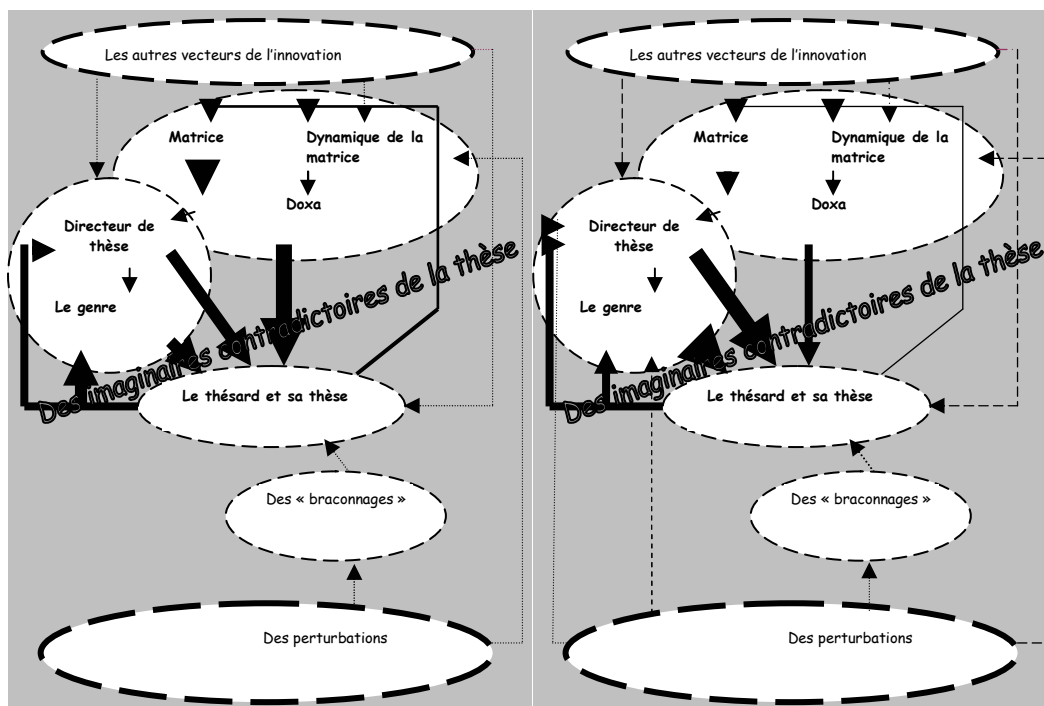 Les autres vecteurs de l'innovation
Matrice
Dynamique de la
matrice
Doxa
Directeur de
thèse
Le genre
Des imaginaires contradictoires de la thèse
Le thésard et sa thèse
Des « braconnages »
Des perturbations
Les autres vecteurs de l'innovation
Matrice
Dynamique de la
matrice
Doxa
Directeur de
thèse
Le genre
Des imaginaires contradictoires de la thèse
Le thésard et sa thèse
Des « braconnages »
Des perturbations